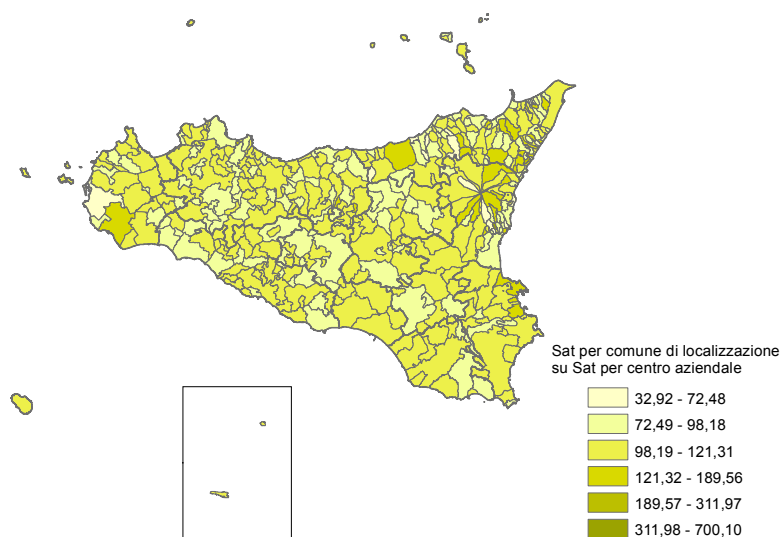 Sat per comune di localizzazione
su Sat per centro aziendale
32,92 - 72,48
72,49 - 98,18
98,19 - 121,31
121,32 - 189,56
189,57 - 311,97
311,98 - 700,10